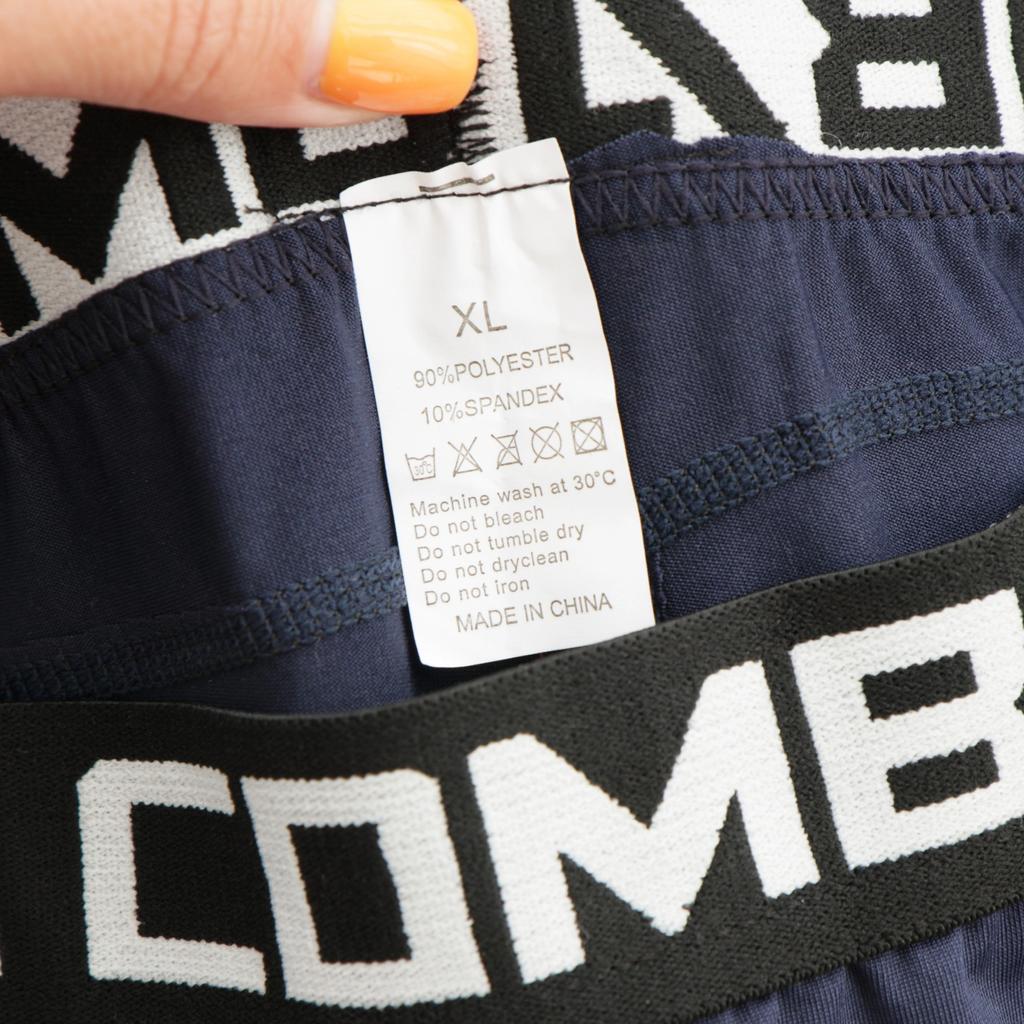 XL
90%POLYESTER
10%SPANDEX
30°C
Machine wash at 30°C
Do not bleach
Do not tumble dry
Do not dryclean
Do not iron
MADE IN CHINA
COMB